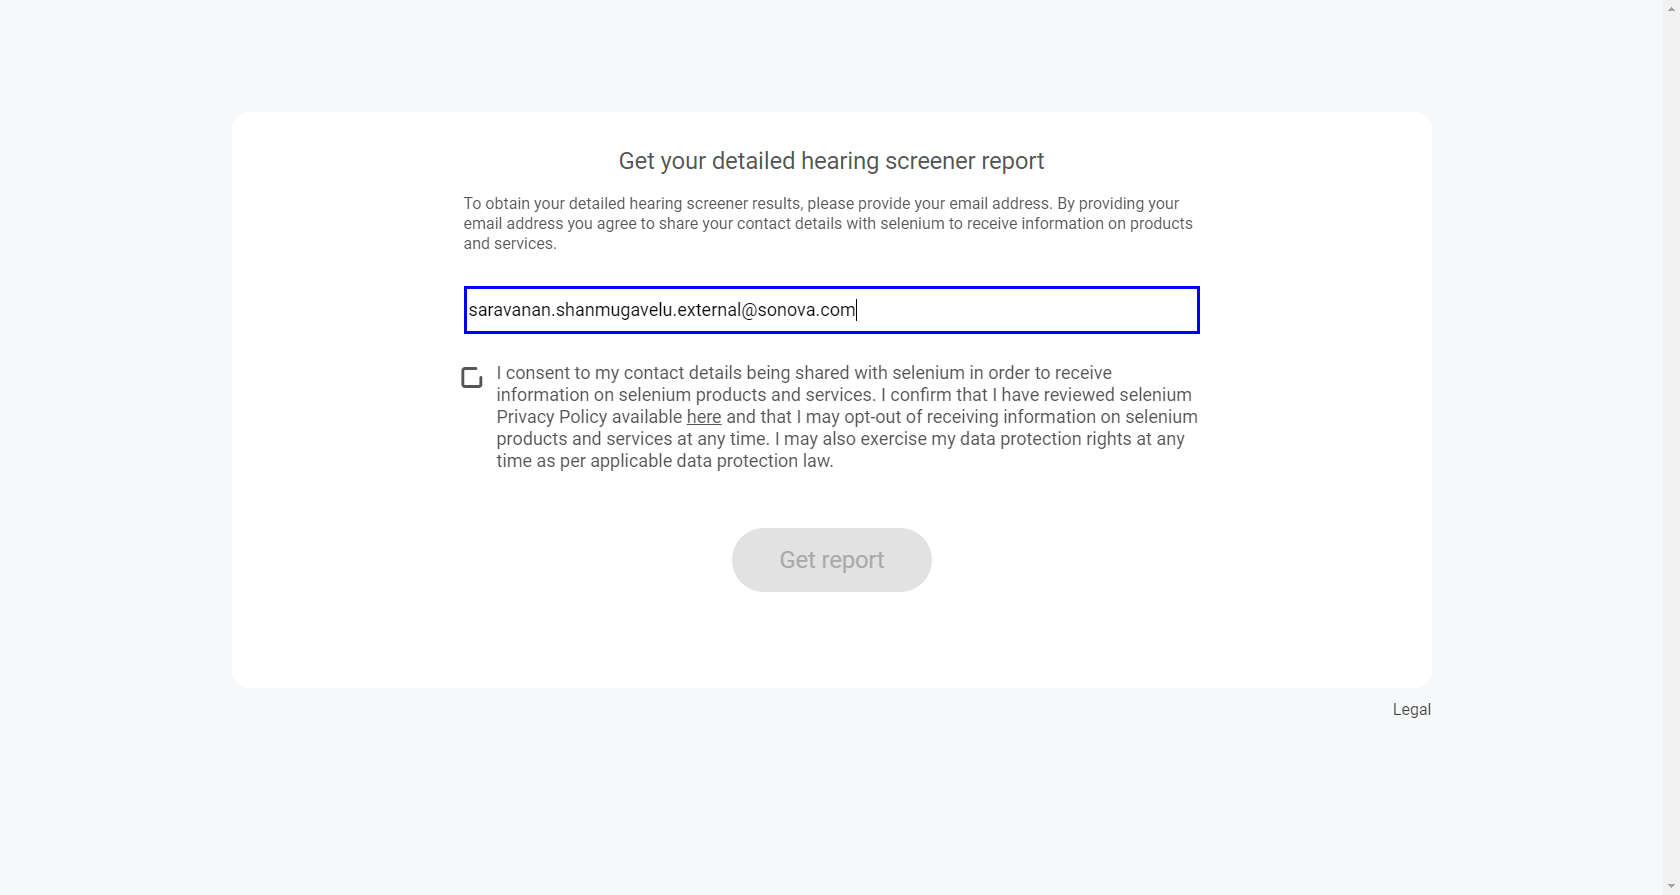 Get your detailed hearing screener report
To obtain your detailed hearing screener results, please provide your email address. By providing your
email address you agree to share your contact details with selenium to receive information on products
and services.
saravanan.shanmugavelu.external@sonova.com
I consent to my contact details being shared with selenium in order to receive
information on selenium products and services. I confirm that I have reviewed selenium
Privacy Policy available here and that I may opt-out of receiving information on selenium
products and services at any time. I may also exercise my data protection rights at any
time as per applicable data protection law.
Get report
Legal